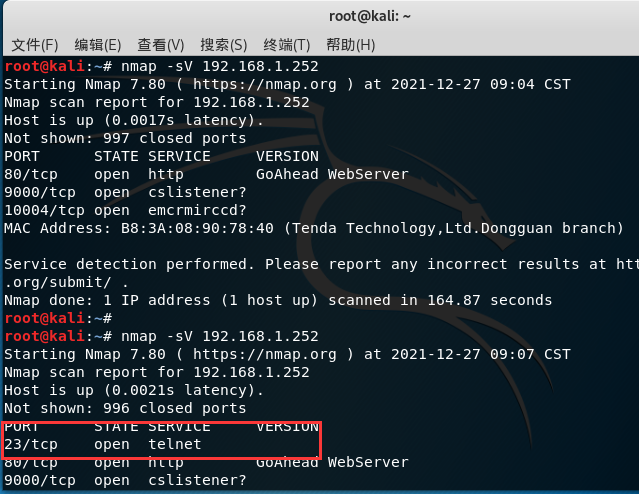 root@kali: ~
文件(F) 编辑(E) 查看(V) 搜索(S) 终端(T) 帮助(H)
root@kali:~# nmap -sV 192.168.1.252
Starting Nmap 7.80 ( https://nmap.org ) at 2021-12-27 09:04 CST
Nmap scan report for 192.168.1.252
Host is up (0.0017s latency).
Not shown: 997 closed ports
PORT STATE SERVICE VERSION
80/tcp open http GoAhead WebServer
9000/tcp open cslistener?
10004/tcp open emcrmirccd?
MAC Address: B8:3A:08:90:78:40 (Tenda Technology,Ltd.Dongguan branch)
Service detection performed. Please report any incorrect results at htt
.org/submit/ .
Nmap done: 1 IP address (1 host up) scanned in 164.87 seconds
root@kali:~#
root@kali:~# nmap -sV 192.168.1.252
Starting Nmap 7.80 ( https://nmap.org ) at 2021-12-27 09:07 CST
Nmap scan report for 192.168.1.252
Host is up (0.0021s latency).
Not shown: 996 closed ports
PORT STATE SERVICE VERSION
23/tcp open telnet
80/tcp open http GoAhead WebServer
9000/tcp open cslistener?